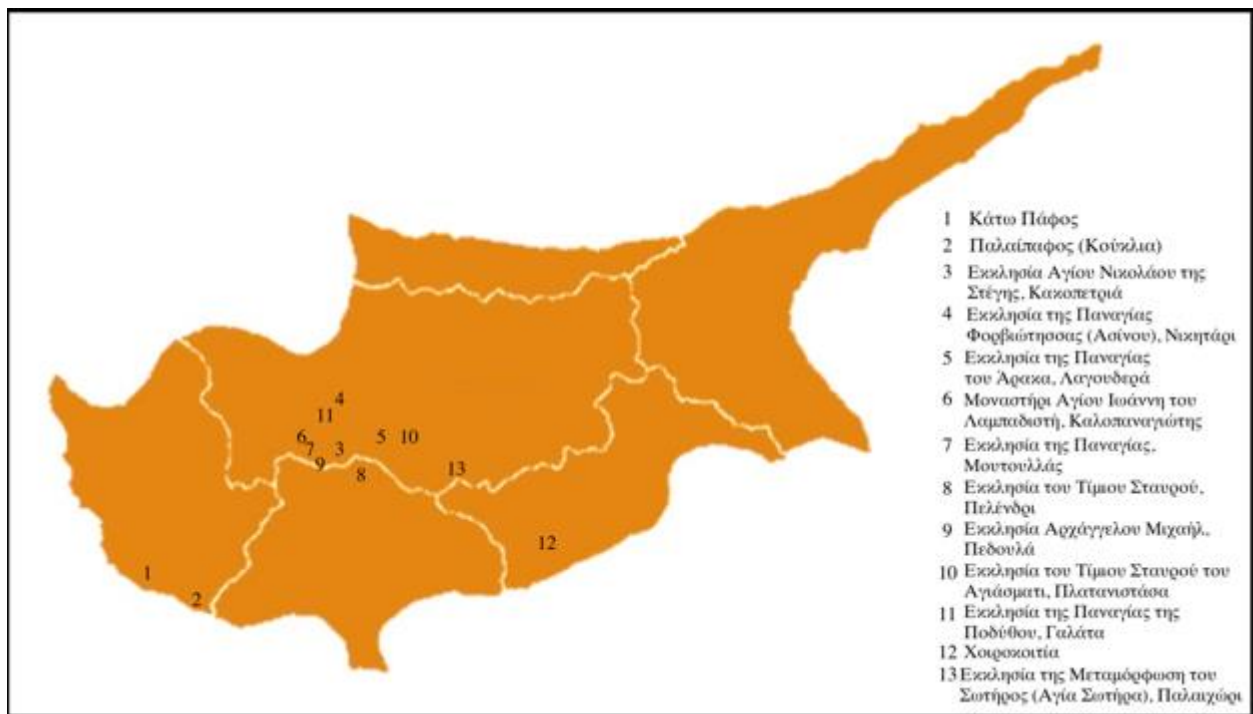 4
11
6
5
10
7
3
9
13
8
12
1
2
1 Κάτω Πάφος
2 Παλαίπαφος (Κούκλια)
3 Εκκλησία Αγίου Νικολάου της
Στέγης, Κακοπετριά
4 Εκκλησία της Παναγίας
Φορβιώτησσας (Ασίνου), Νικητάρι
5 Εκκλησία της Παναγίας
του Άρακα, Λαγουδερά
6 Μοναστήρι Αγίου Ιωάννη του
Λαμπαδιστή, Καλοπαναγιώτης
7 Εκκλησία της Παναγίας,
Μουτουλλάς
8 Εκκλησία του Τίμιου Σταυρού,
Πελένδρι
9 Εκκλησία Αρχάγγελου Μιχαήλ,
Πεδουλά
10 Εκκλησία του Τίμιου Σταυρού του
Αγιάσματι, Πλατανιστάσα
11 Εκκλησία της Παναγίας της
Ποδύθου, Γαλάτα
12 Χοιροκοιτία
13 Εκκλησία της Μεταμόρφωση του
Σωτήρος (Αγία Σωτήρα), Παλαιχώρι